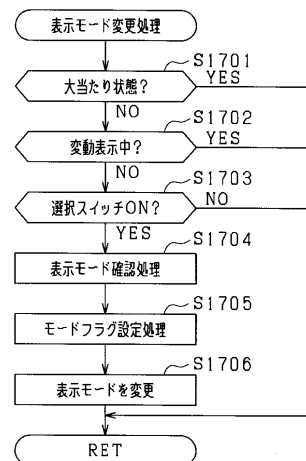 表示モード変更処理
S1701
大当たり状態?
YES
NO
S1702
変動表示中?
YES
NO
S1703
選択スイッチON?
NO
YES
S1704
表示モード確認処理
S1705
モードフラグ設定処理
S1706
表示モードを変更
RET